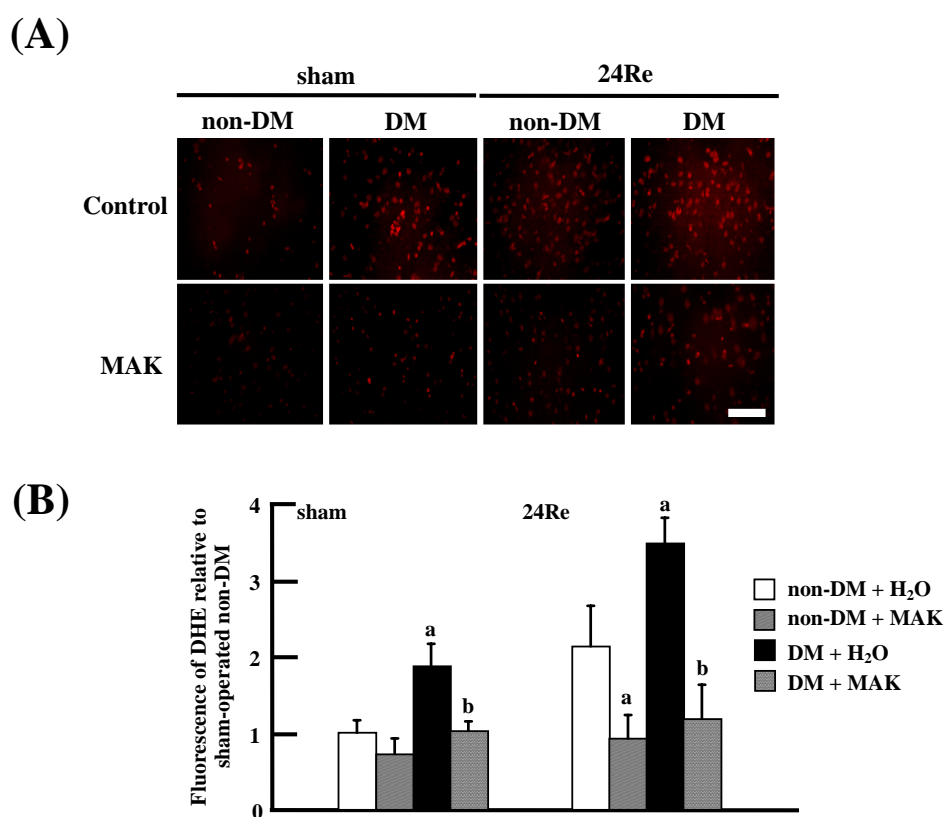 (A)
sham 24Re
non-DM DM non-DM DM
Control
MAK
(B)
Fluorescence of DHE relative to
sham-operated non-DM
4
3
2
1
0
sham 24Re
a
b
a
a
b
non-DM + H₂O
non-DM + MAK
DM + H₂O
DM + MAK